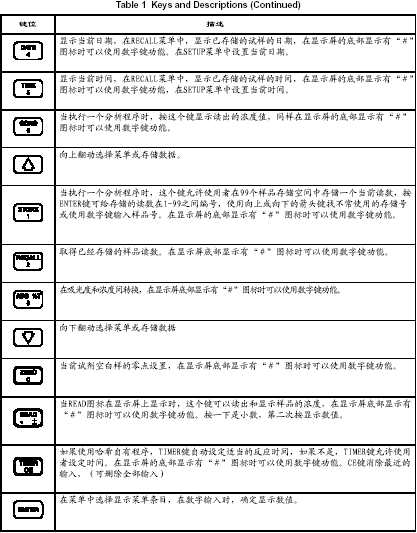 Table 1  Keys and Descriptions (Continued)
键位
描述
DATE
4
显示当前日期，在RECALL菜单中，显示已存储的试样的日期，在显示屏的底部显示有“#”
图标时可以使用数字键功能。在SETUP菜单中设置当前日期。
TIME
5
显示当前时间，在RECALL菜单中，显示已存储的试样的时间，在显示屏的底部显示有“#”
图标时可以使用数字键功能。在SETUP菜单中设置当前时间。
6
当执行一个分析程序时，按这个键显示读出的浓度值，同样在显示屏的底部显示有“#”
图标时可以使用数字键功能。
向上翻动选择菜单或存储数据。
STORE
1
当执行一个分析程序时，这个键允许使用者在99个样品存储空间中存储一个当前读数，按
ENTER键可给存储的读数在1-99之间编号，使用向上或向下的箭头键找不常使用的存储号
或使用数字键输入样品号。在显示屏的底部显示有“#”图标时可以使用数字键功能。
RECALL
2
取得已经存储的样品读数。在显示屏底部显示有“#”图标时可以使用数字键功能。
ABS %T
3
在吸光度和浓度间转换，在显示屏底部显示有“#”图标时可以使用数字键功能。
向下翻动选择菜单或存储数据
ZERO
0
当前试剂空白样的零点设置，在显示屏底部显示有“#”图标时可以使用数字键功能。
READ
当READ图标在显示屏上显示时，这个键可以读出和显示样品的浓度，在显示屏底部显示有
“#”图标时可以使用数字键功能。按一下是小数，第二次按显示数值。
TIMER
CE
如果使用哈希自有程序，TIMER键自动设定适当的反应时间，如果不是，TIMER键允许使用
者设定时间。在显示屏的底部显示有“#”图标时可以使用数字键功能。CE键消除最近的
输入，（可删除全部输入）
ENTER
在菜单中选择显示菜单条目，在数字输入时，确定显示数值。